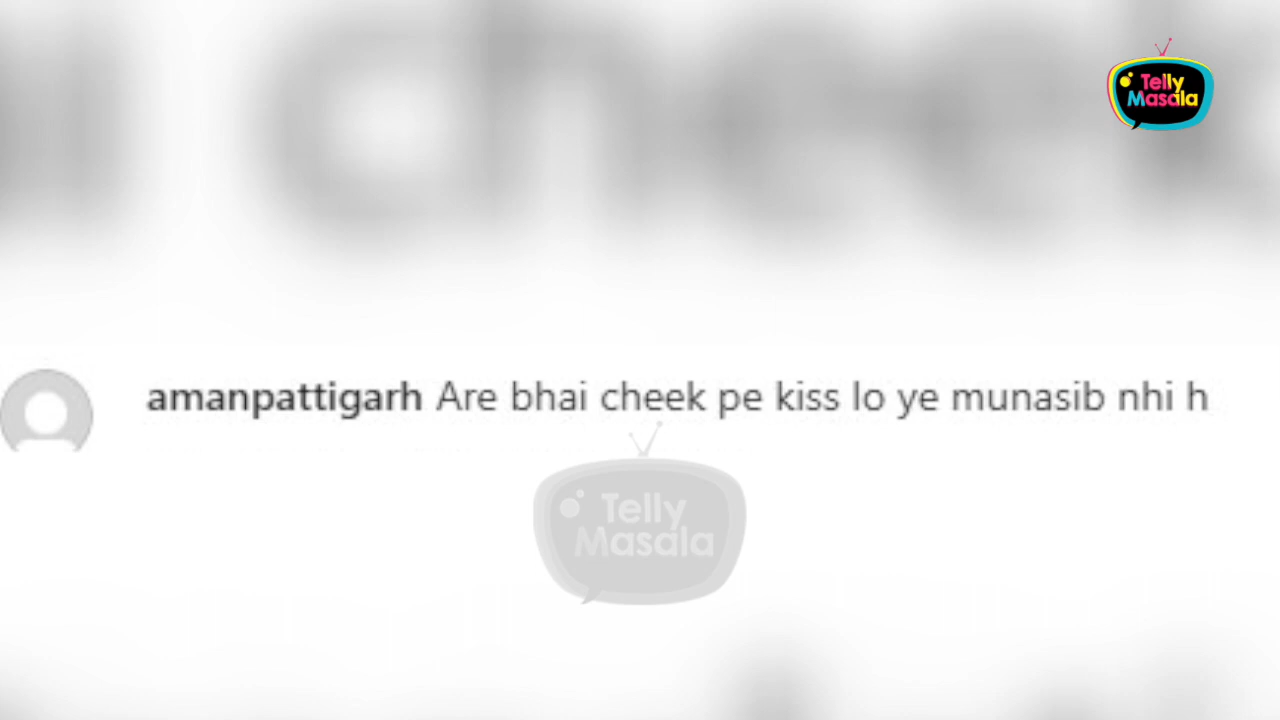 Telly
Masala
amanpattigarh Are bhai cheek pe kiss lo ye munasib nhi h
Telly
Masala